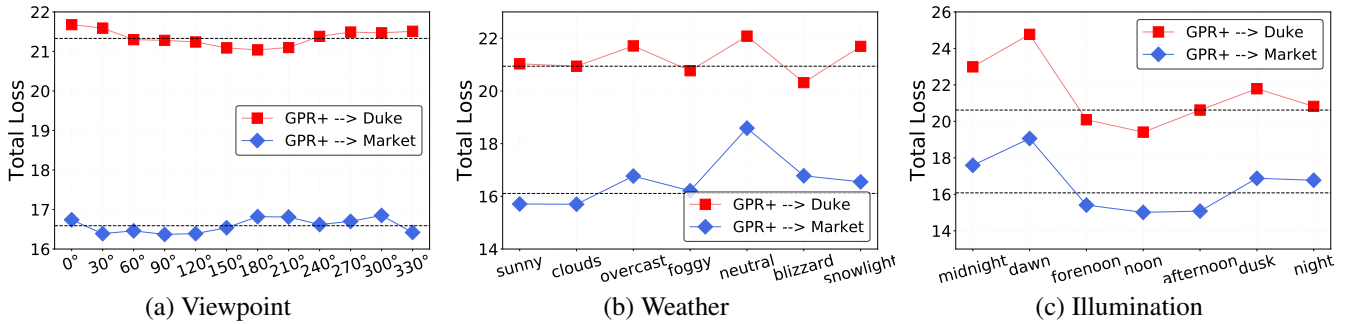 Total Loss
22
21
20
19
18
17
16
GPR+ --> Duke
GPR+ --> Market
0° 30° 60° 90° 120° 150° 180° 210° 240° 270° 300° 330°
(a) Viewpoint
Total Loss
22
20
18
16
14
GPR+ --> Duke
GPR+ --> Market
sunny clouds overcast foggy neutral blizzard snowlight
(b) Weather
Total Loss
26
24
22
20
18
16
14
GPR+ --> Duke
GPR+ --> Market
midnight dawn forenoon noon afternoon dusk night
(c) Illumination